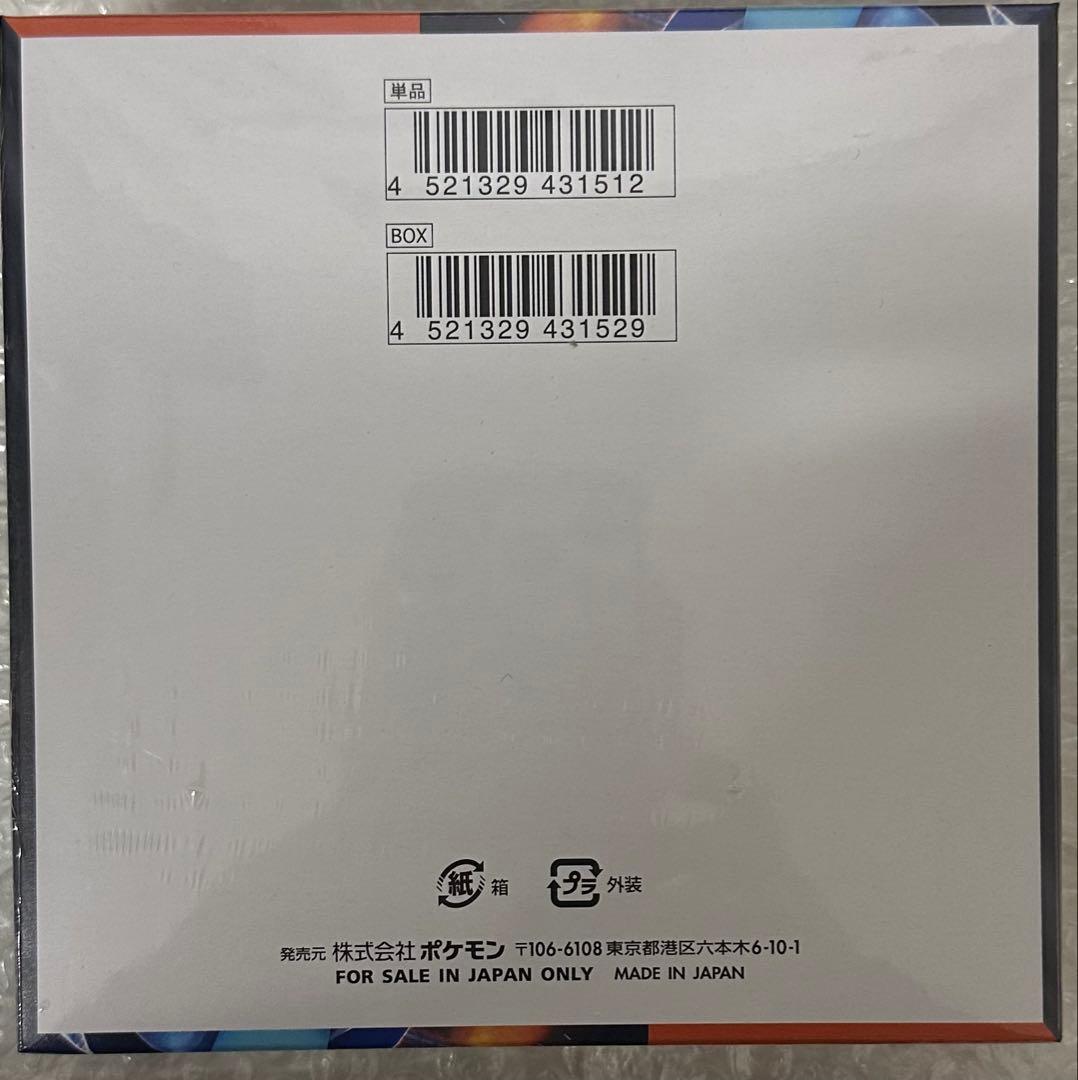 単品
4 521329 431512
BOX
4 521329 431529
紙 箱 プラ 外装
発売元 株式会社ポケモン 〒106-6108 東京都港区六本木6-10-1
FOR SALE IN JAPAN ONLY MADE IN JAPAN